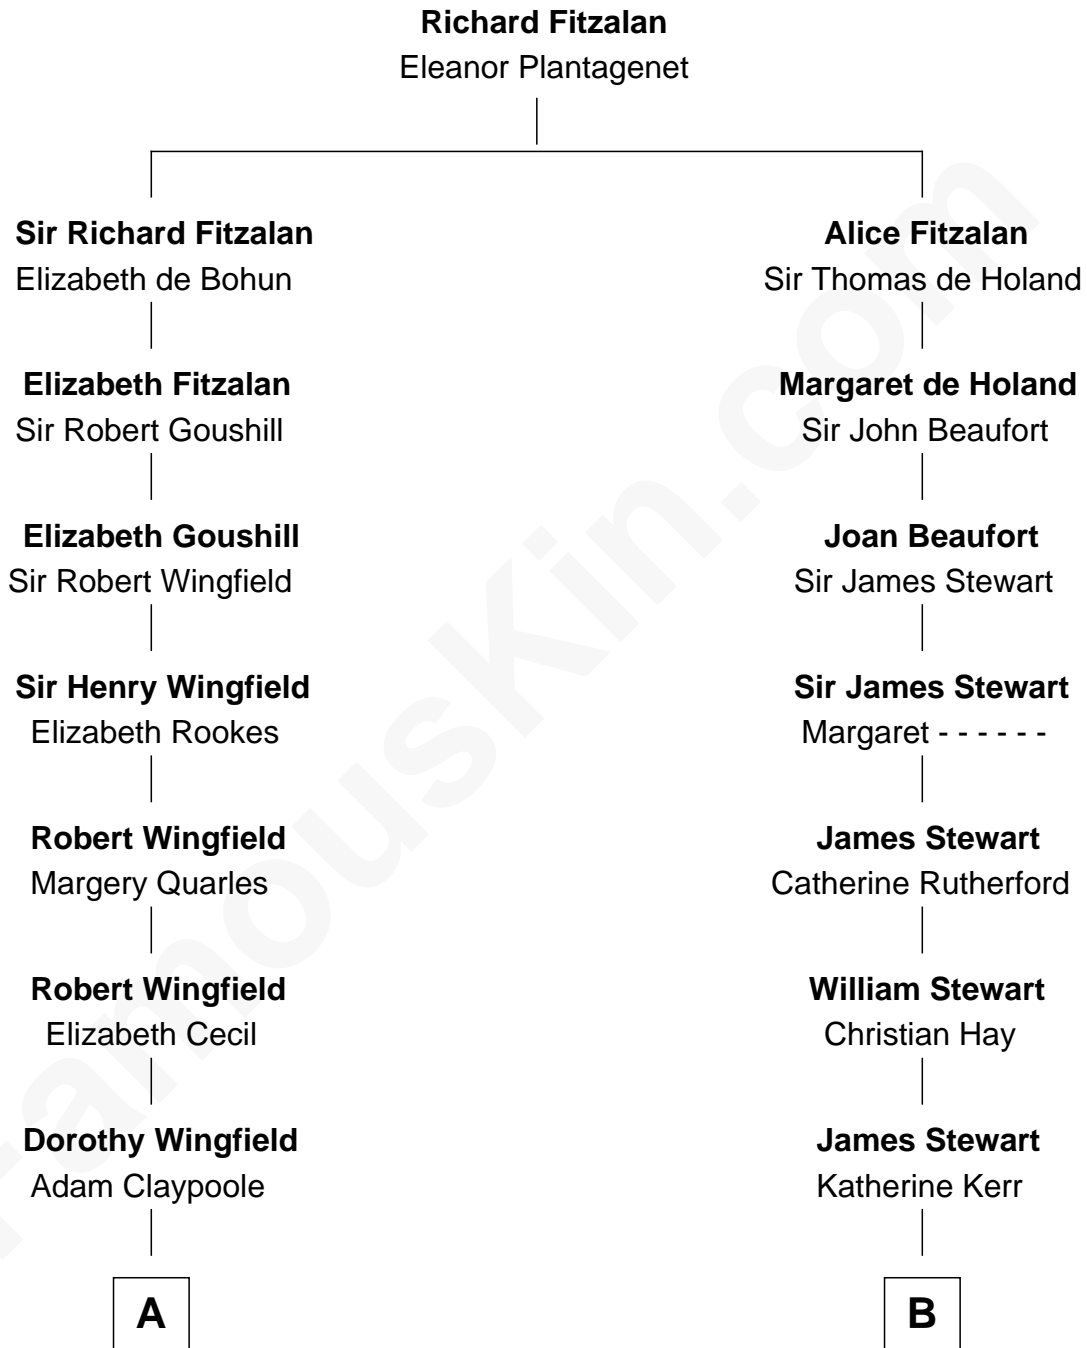 Richard Fitzalan
Eleanor Plantagenet
Sir Richard Fitzalan
Elizabeth de Bohun
Alice Fitzalan
Sir Thomas de Holand
Elizabeth Fitzalan
Sir Robert Goushill
Margaret de Holand
Sir John Beaufort
Elizabeth Goushill
Sir Robert Wingfield
Joan Beaufort
Sir James Stewart
Sir Henry Wingfield
Elizabeth Rookes
Sir James Stewart
Margaret - - - - - -
Robert Wingfield
Margery Quarles
James Stewart
Catherine Rutherford
Robert Wingfield
Elizabeth Cecil
William Stewart
Christian Hay
Dorothy Wingfield
Adam Claypoole
James Stewart
Katherine Kerr
A
B
FamousKin.com